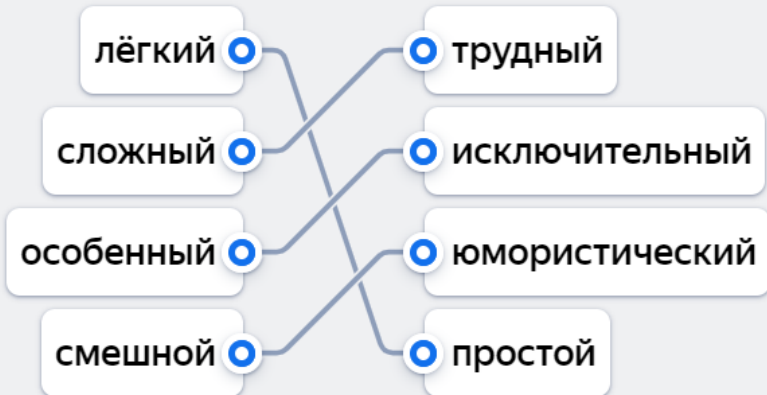 лёгкий трудный
сложный исключительный
особенный юмористический
смешной простой